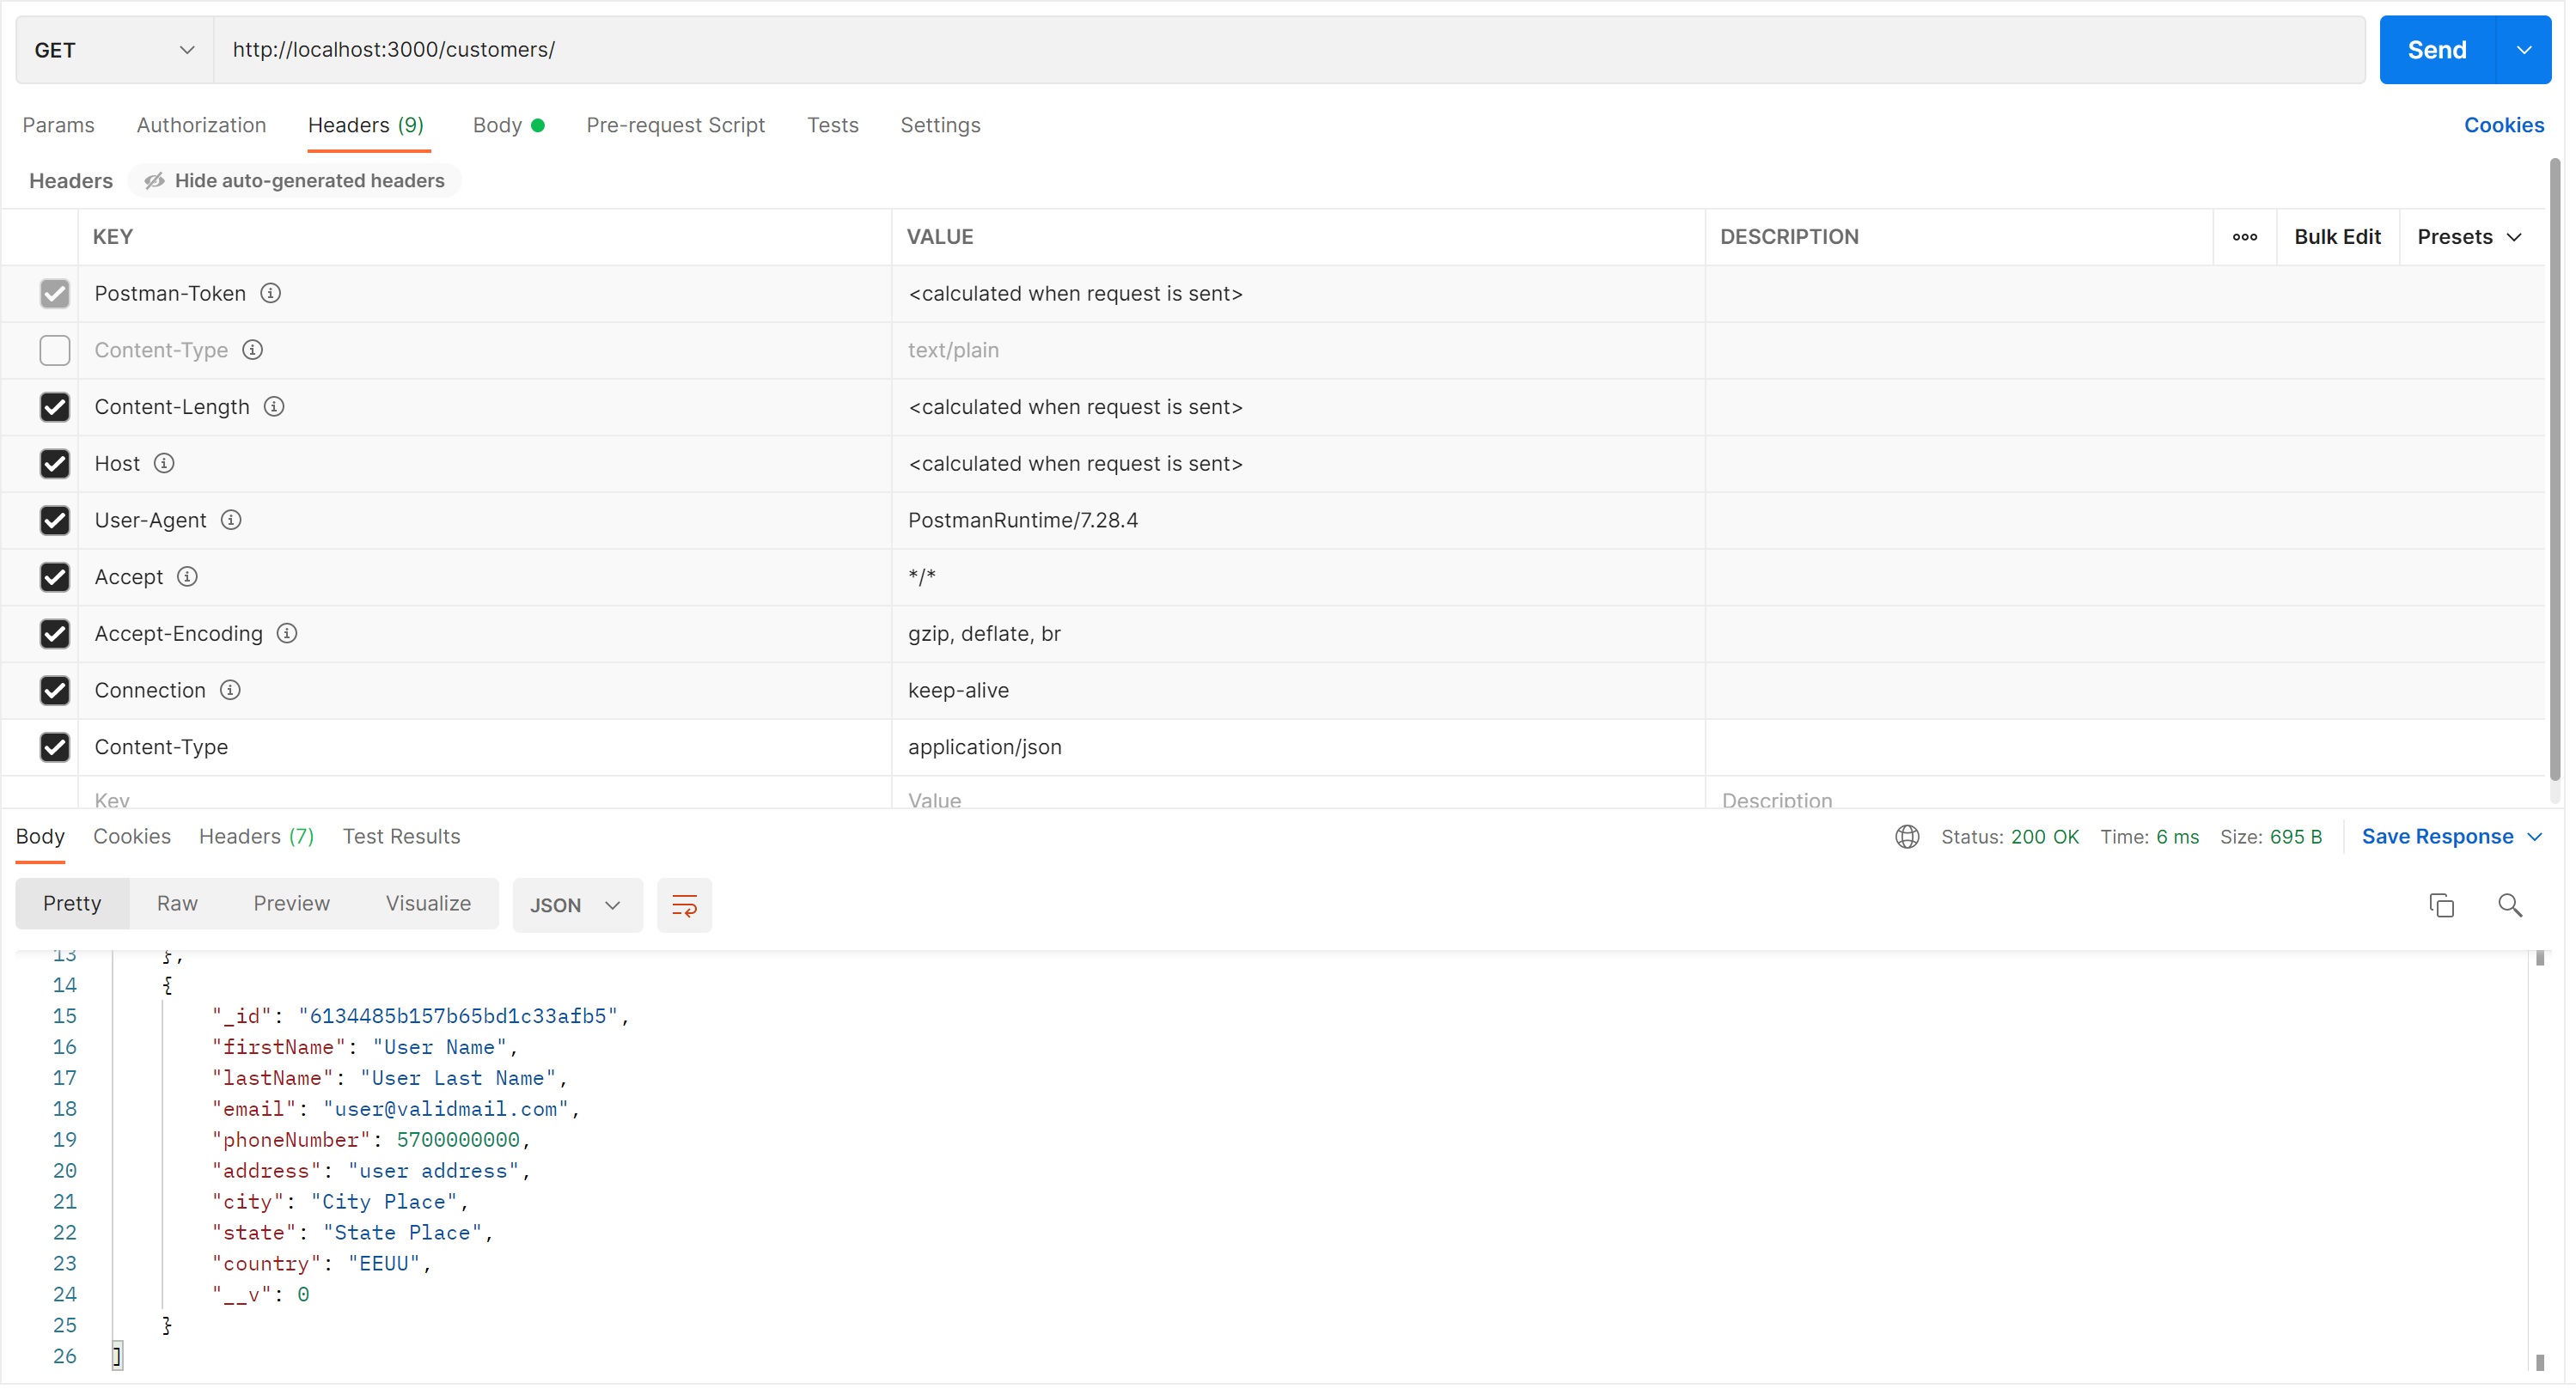 GET http://localhost:3000/customers/ Send
Params Authorization Headers (9) Body Pre-request Script Tests Settings Cookies
Headers Hide auto-generated headers
KEY VALUE DESCRIPTION ooo Bulk Edit Presets
Postman-Token <calculated when request is sent>
Content-Type text/plain
Content-Length <calculated when request is sent>
Host <calculated when request is sent>
User-Agent PostmanRuntime/7.28.4
Accept */*
Accept-Encoding gzip, deflate, br
Connection keep-alive
Content-Type application/json
Key Value Description
Body Cookies Headers (7) Test Results Status: 200 OK Time: 6 ms Size: 695 B Save Response
Pretty Raw Preview Visualize JSON
13 },
14 {
15 "_id": "6134485b157b65bd1c33afb5",
16 "firstName": "User Name",
17 "lastName": "User Last Name",
18 "email": "user@validmail.com",
19 "phoneNumber": 5700000000,
20 "address": "user address",
21 "city": "City Place",
22 "state": "State Place",
23 "country": "EEUU",
24 "__v": 0
25 }
26 ]